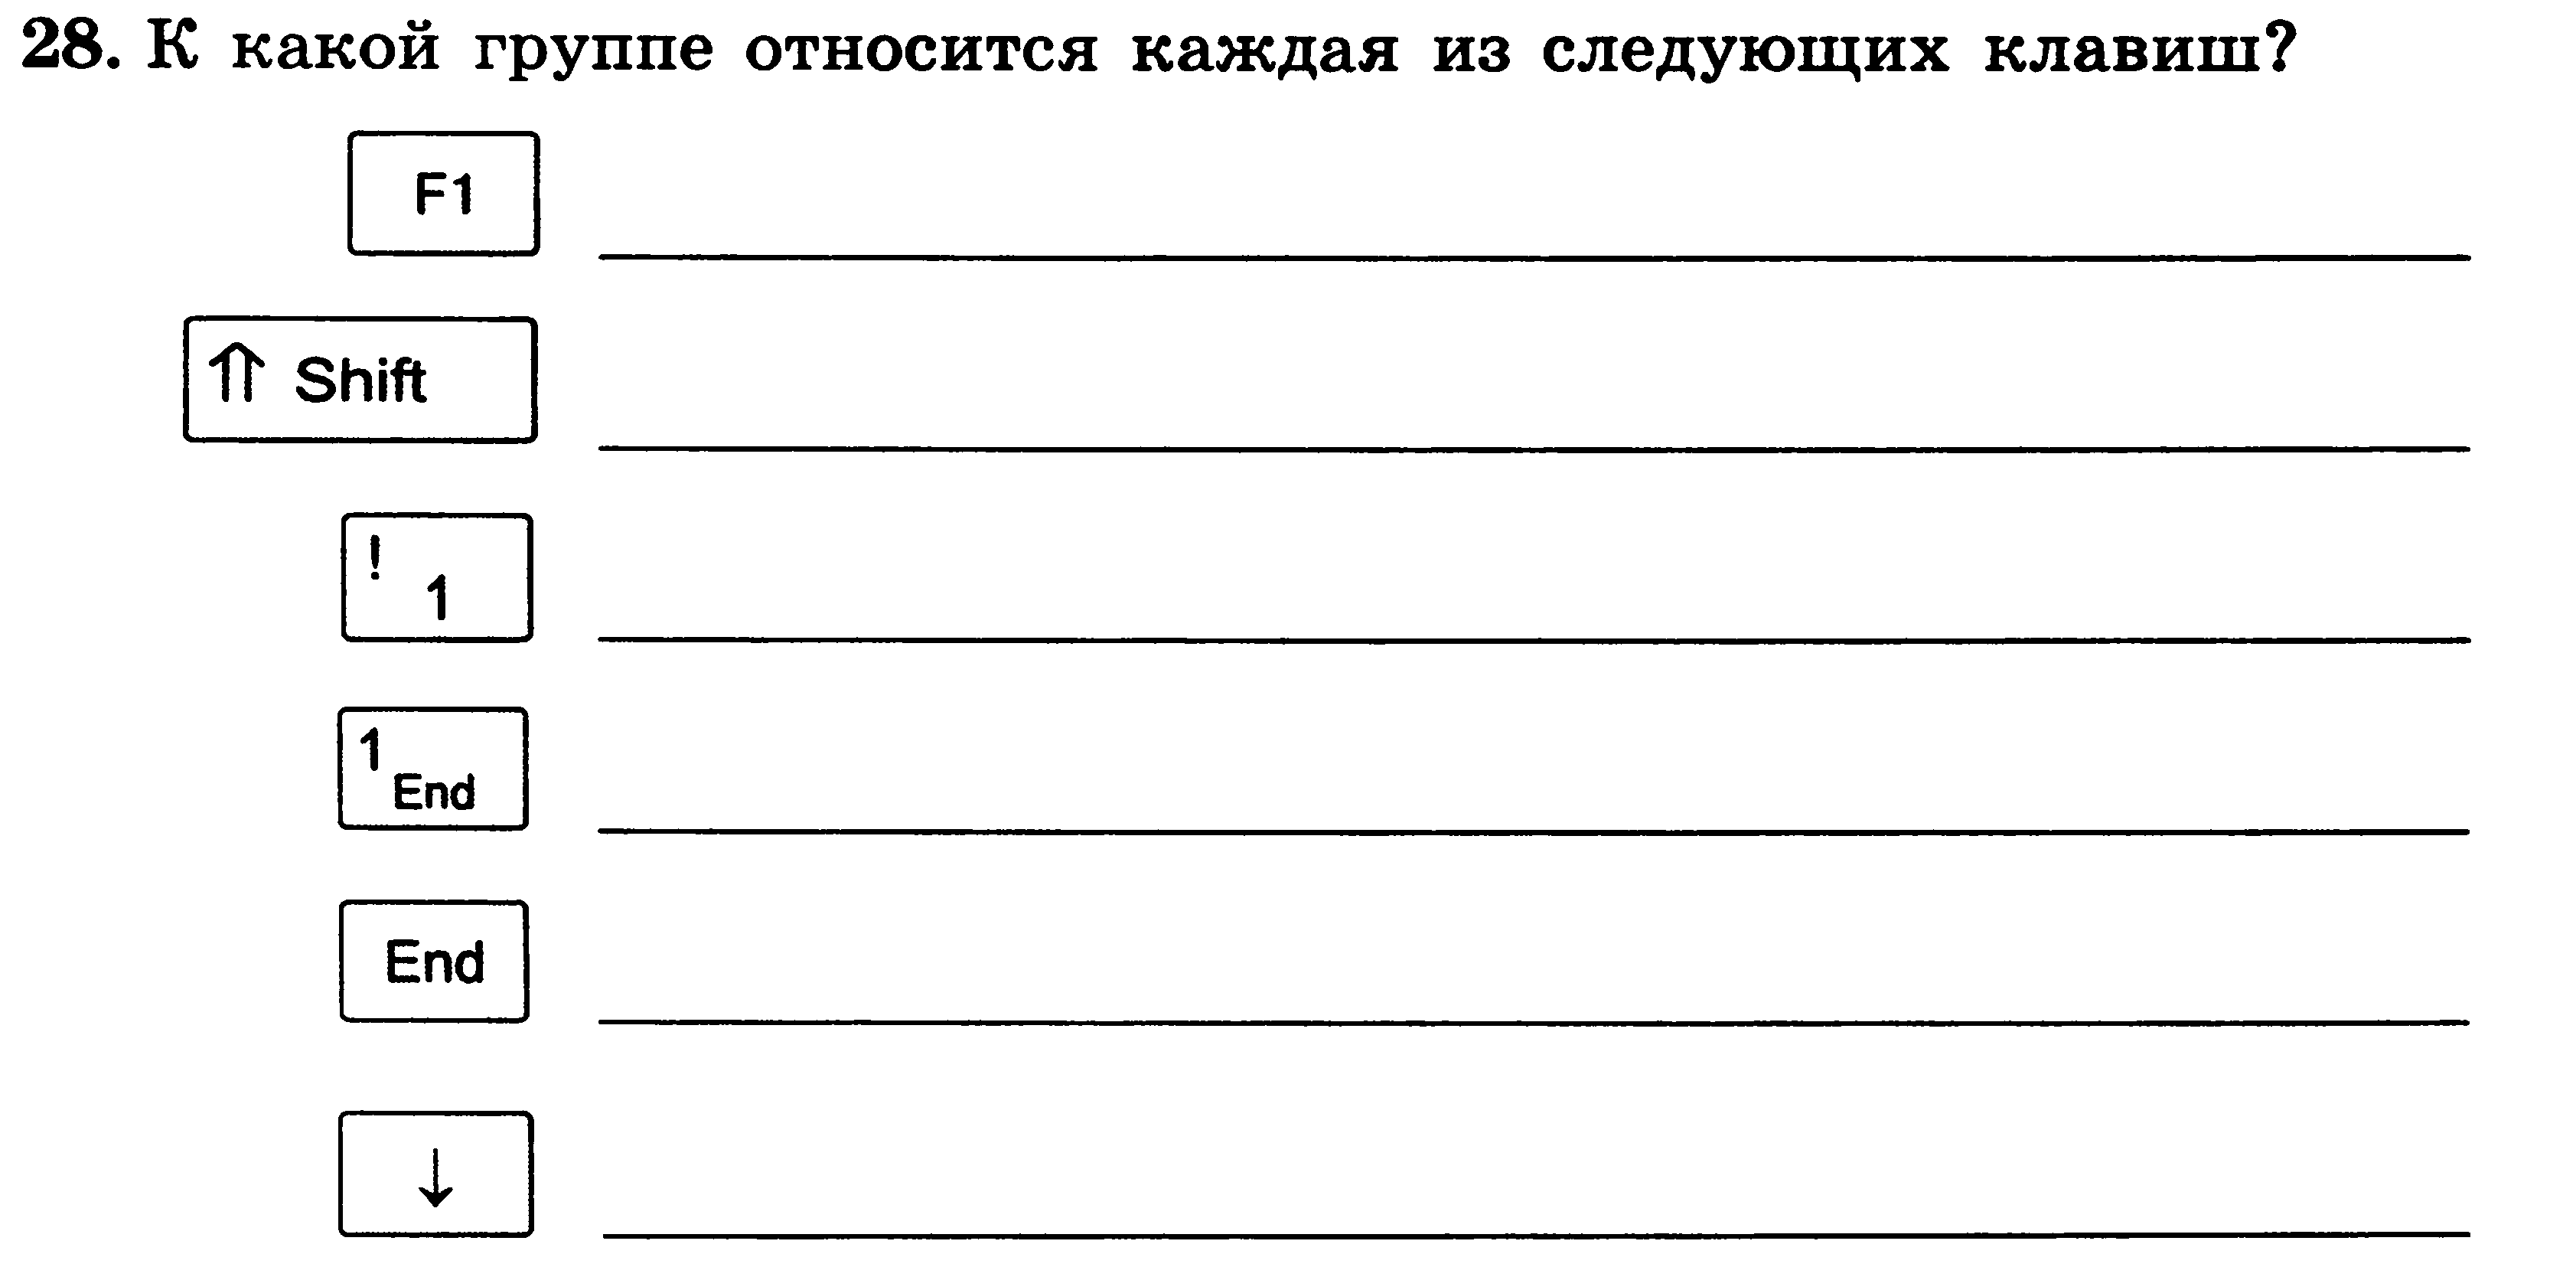 28. К какой группе относится каждая из следующих клавиш?
F1
⇑ Shift
!
1
1
End
End
↓